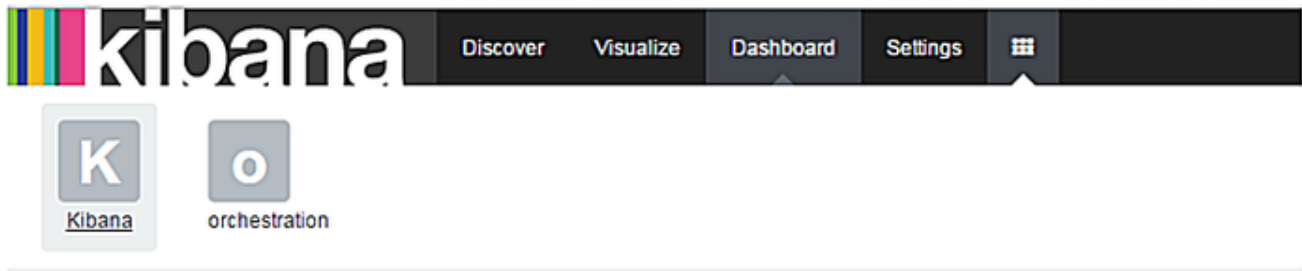 kibana Discover Visualize Dashboard Settings
K o
Kibana orchestration